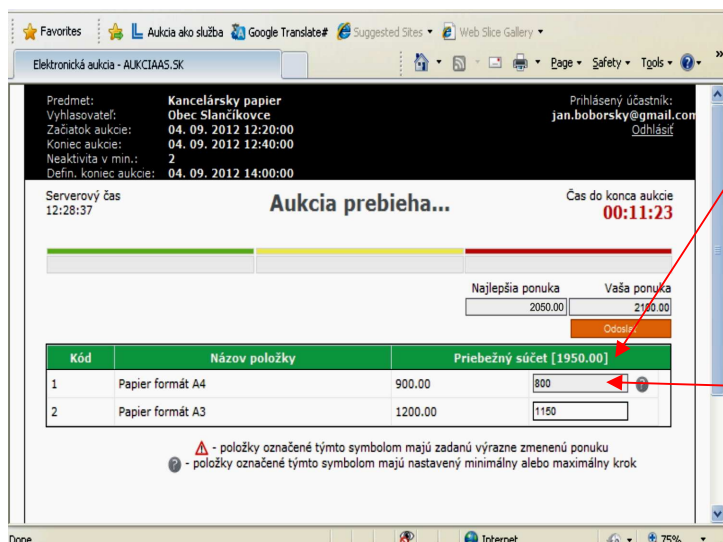 Favorites Aukcia ako služba Google Translate# Suggested Sites Web Slice Gallery
Elektronická aukcia - AUKCIAAS.SK Page Safety Tools »
Predmet: Kancelársky papier Prihlásený účastník:
Vyhlasovateľ: Obec Slančíkovce jan.boborsky@gmail.com
Začiatok aukcie: 04. 09. 2012 12:20:00 Odhlásiť
Koniec aukcie: 04. 09. 2012 12:40:00
Neaktivita v min.: 2
Defin. koniec aukcie: 04. 09. 2012 14:00:00
Serverový čas Aukcia prebieha... Čas do konca aukcie
12:28:37 00:11:23
Najlepšia ponuka Vaša ponuka
2050.00 2100.00
Odoslať
Kód Názov položky Priebežný súčet [1950.00]
1 Papier formát A4 900.00 800 ?
2 Papier formát A3 1200.00 1150
- položky označené týmto symbolom majú zadanú výrazne zmenenú ponuku
? - položky označené týmto symbolom majú nastavený minimálny alebo maximálny krok
Done Internet 75%